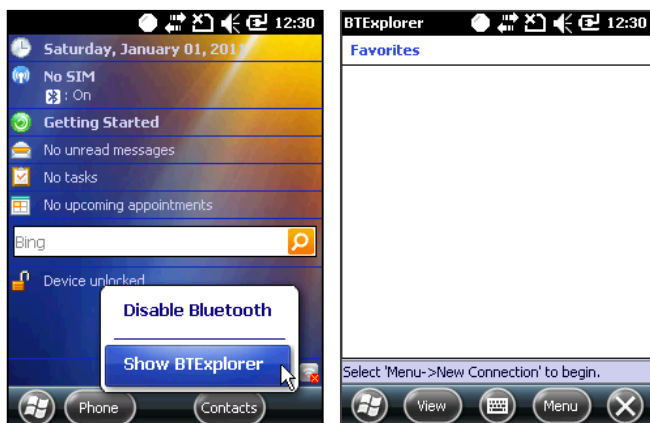 12:30
Saturday, January 01, 2011
No SIM
: On
Getting Started
No unread messages
No tasks
No upcoming appointments
Bing
Device unlocked
Disable Bluetooth
Show BTExplorer
Phone
Contacts
BTExplorer 12:30
Favorites
Select 'Menu->New Connection' to begin.
View
Menu